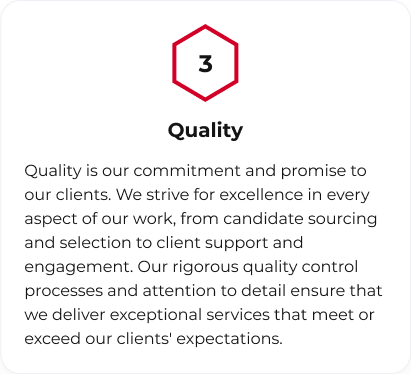 3
Quality
Quality is our commitment and promise to
our clients. We strive for excellence in every
aspect of our work, from candidate sourcing
and selection to client support and
engagement. Our rigorous quality control
processes and attention to detail ensure that
we deliver exceptional services that meet or
exceed our clients' expectations.